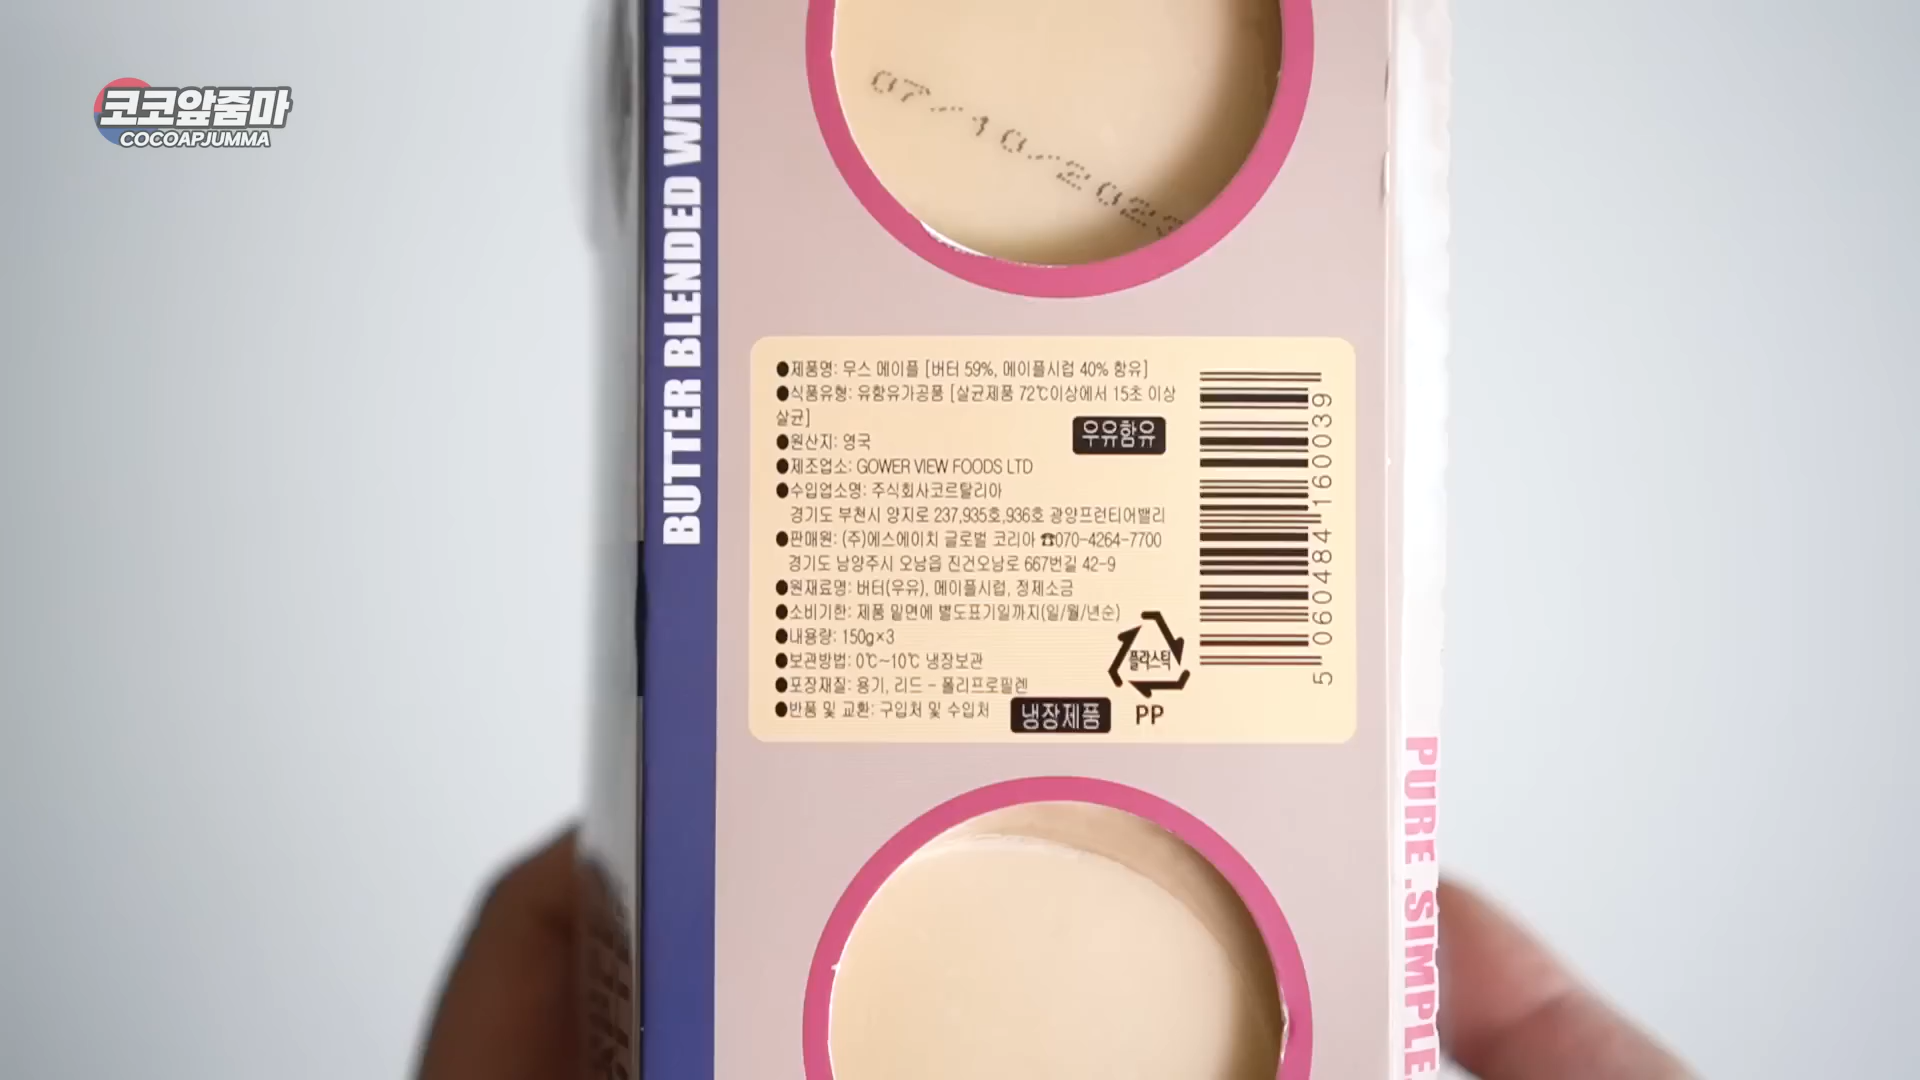 코코앞줌마
COCOAPJUMMA
BUTTER BLENDED WITH
07/10/2023
●제품명: 무스 메이플 [버터 59%, 메이플시럽 40% 함유]
●식품유형: 유함유가공품 [살균제품 72℃이상에서 15초 이상
살균]
우유함유
●원산지: 영국
●제조업소: GOWER VIEW FOODS LTD
●수입업소명: 주식회사코르탈리아
경기도 부천시 양지로 237,935호,936호 광양프런티어밸리
●판매원: (주)에스에이치 글로벌 코리아 ☎070-4264-7700
경기도 남양주시 오남읍 진건오남로 667번길 42-9
●원재료명: 버터(우유), 메이플시럽, 정제소금
●소비기한: 제품 밑면에 별도표기일까지(일/월/년순)
●내용량: 150g×3
●보관방법: 0℃~10℃ 냉장보관
●포장재질: 용기, 리드 - 폴리프로필렌
●반품 및 교환: 구입처 및 수입처
냉장제품
플라스틱
PP
5 060484 160039
PURE.SIMPLE.